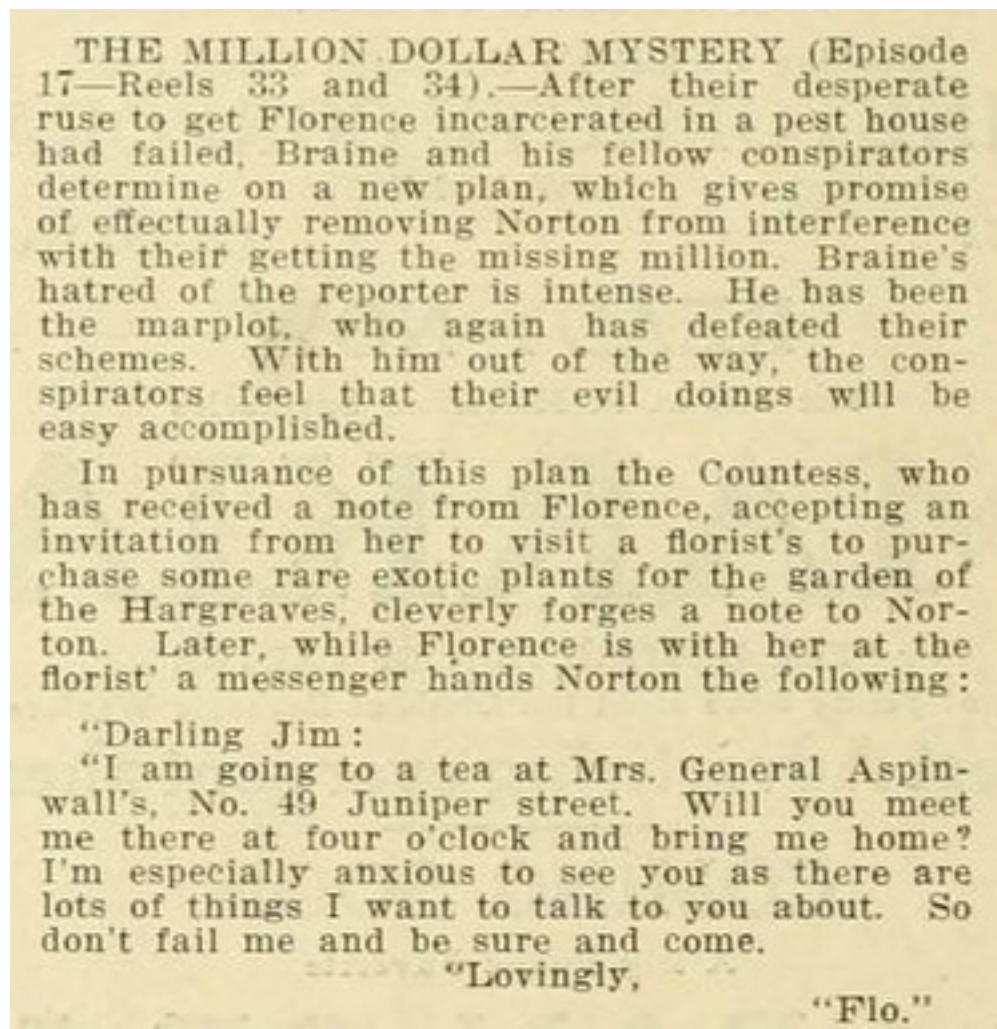 THE MILLION DOLLAR MYSTERY (Episode
17—Reels 33 and 34).—After their desperate
ruse to get Florence incarcerated in a pest house
had failed, Braine and his fellow conspirators
determine on a new plan, which gives promise
of effectually removing Norton from interference
with their getting the missing million. Braine's
hatred of the reporter is intense. He has been
the marplot, who again has defeated their
schemes. With him out of the way, the con-
spirators feel that their evil doings will be
easy accomplished.
In pursuance of this plan the Countess, who
has received a note from Florence, accepting an
invitation from her to visit a florist's to pur-
chase some rare exotic plants for the garden of
the Hargreaves, cleverly forges a note to Nor-
ton. Later, while Florence is with her at the
florist' a messenger hands Norton the following:
"Darling Jim:
"I am going to a tea at Mrs. General Aspin-
wall's, No. 49 Juniper street. Will you meet
me there at four o'clock and bring me home?
I'm especially anxious to see you as there are
lots of things I want to talk to you about. So
don't fail me and be sure and come.
"Lovingly,
"Flo."